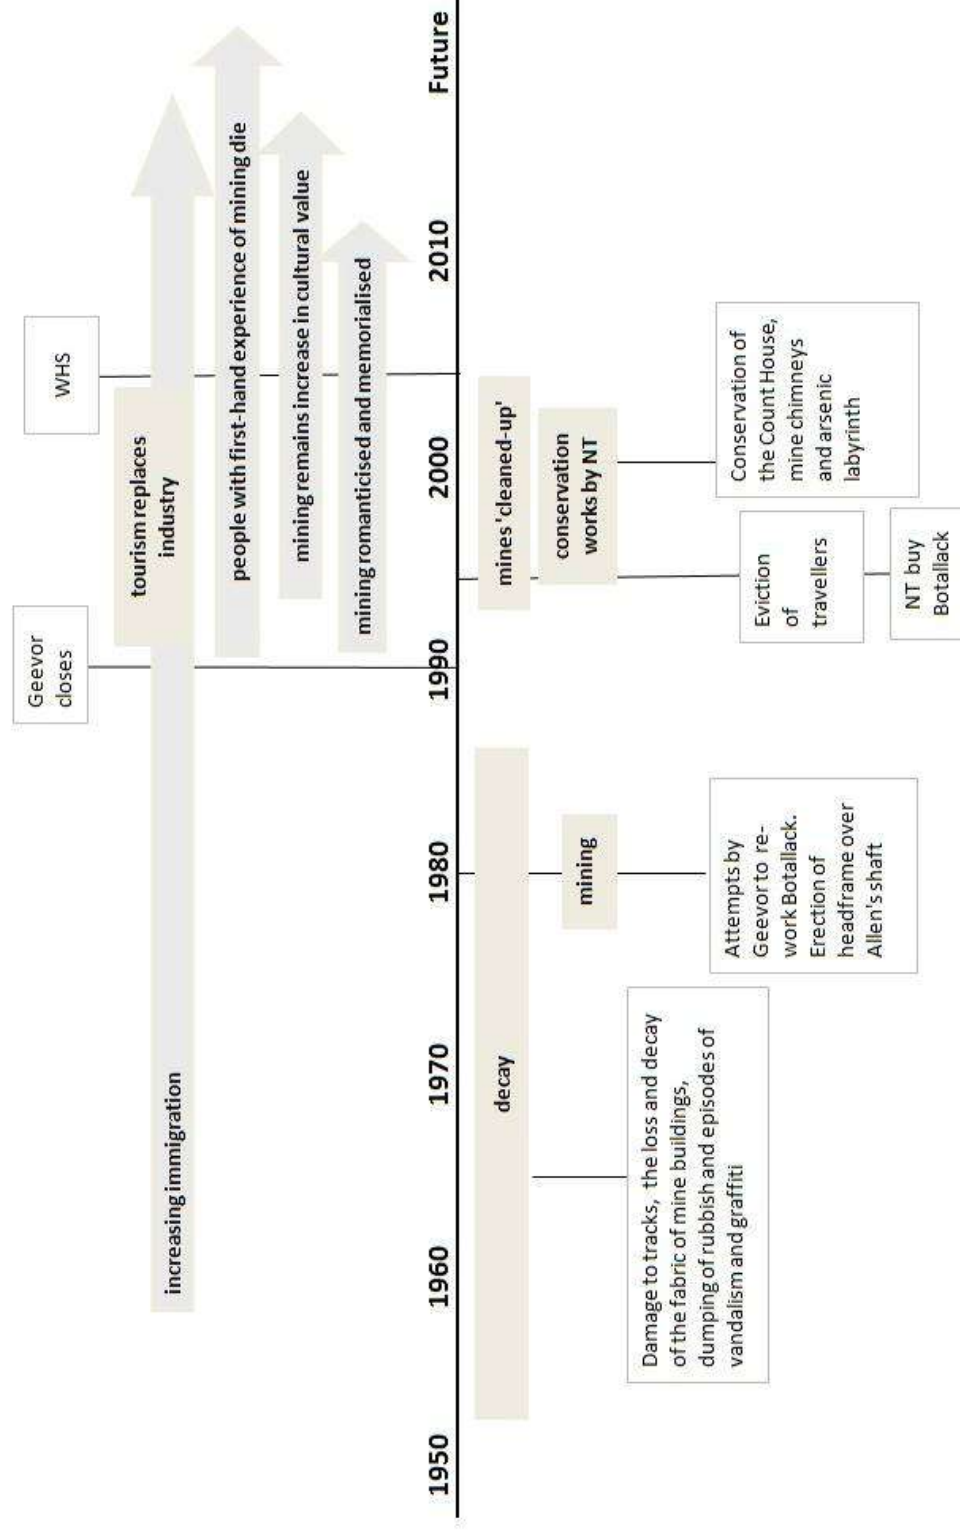 Geevor
closes
WHS
tourism replaces
industry
increasing immigration
people with first-hand experience of mining die
mining remains increase in cultural value
mining romanticised and memorialised
1950
1960
1970
1980
1990
2000
2010
Future
decay
mines 'cleaned-up'
mining
conservation
works by NT
Damage to tracks, the loss and decay
of the fabric of mine buildings,
dumping of rubbish and episodes of
vandalism and graffiti
Attempts by
Geevor to re-
work Botallack.
Erection of
headframe over
Allen's shaft
Eviction
of
travellers
NT buy
Botallack
Conservation of
the Count House,
mine chimneys
and arsenic
labyrinth